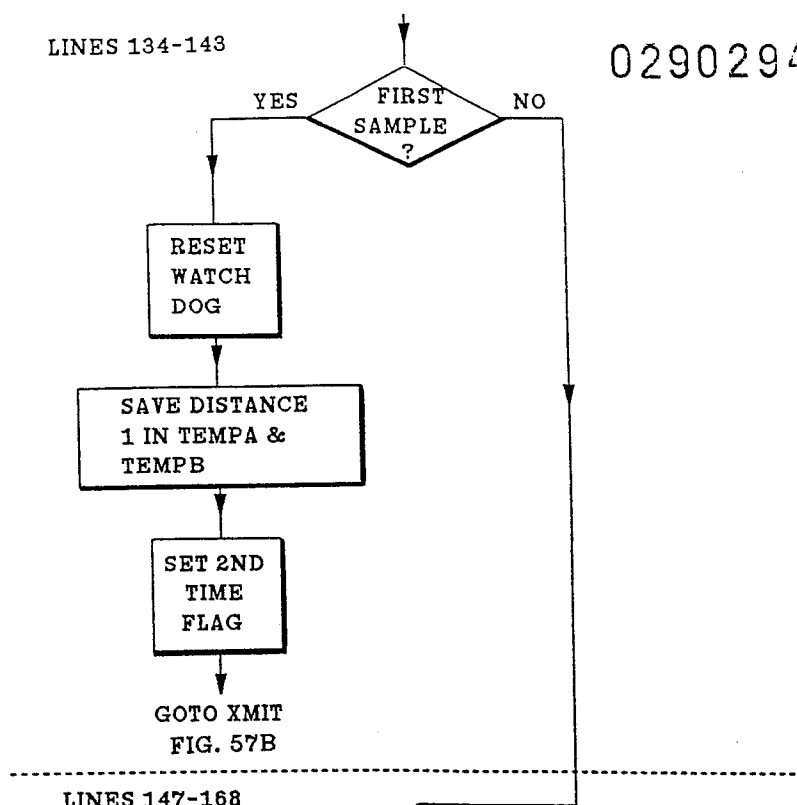 LINES 134-143
029029
YES
FIRST
SAMPLE
?
NO
RESET
WATCH
DOG
SAVE DISTANCE
1 IN TEMPA &
TEMPB
SET 2ND
TIME
FLAG
GOTO XMIT
FIG. 57B
LINES 147-168